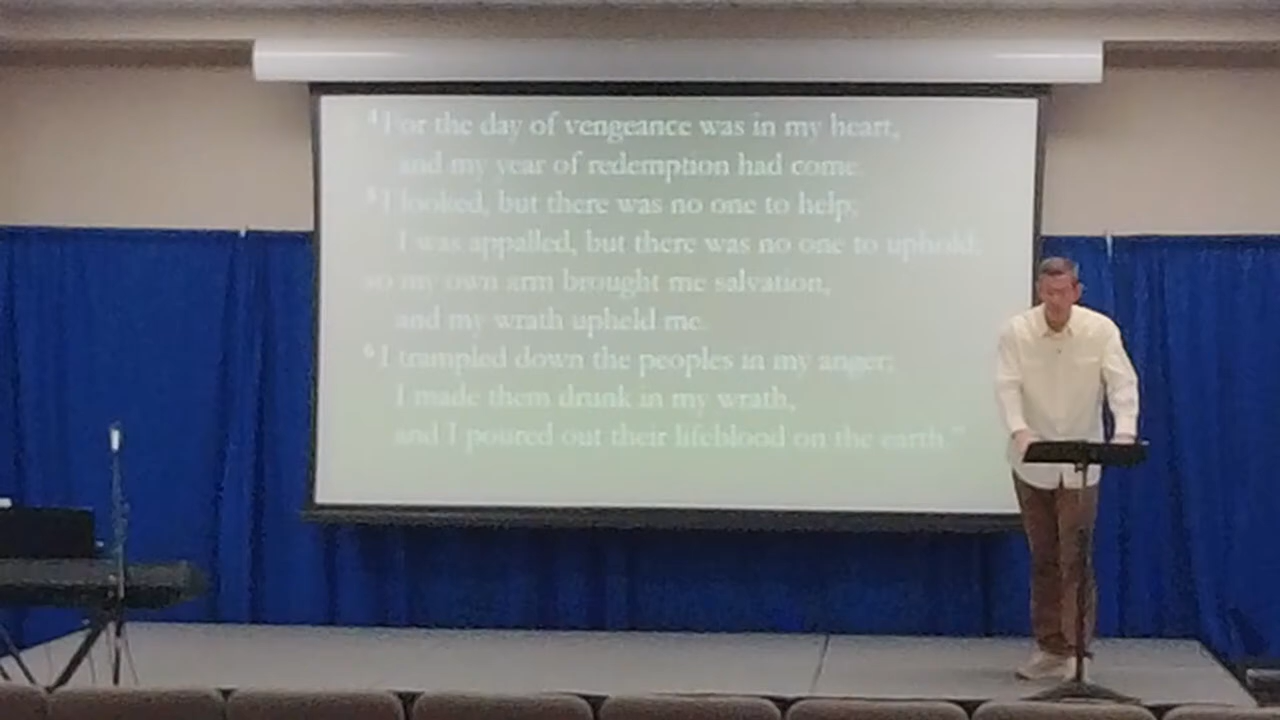 4 For the day of vengeance was in my heart,
and my year of redemption had come.
5 I looked, but there was no one to help;
I was appalled, but there was no one to uphold;
so my own arm brought me salvation,
and my wrath upheld me.
6 I trampled down the peoples in my anger;
I made them drunk in my wrath,
and I poured out their lifeblood on the earth."